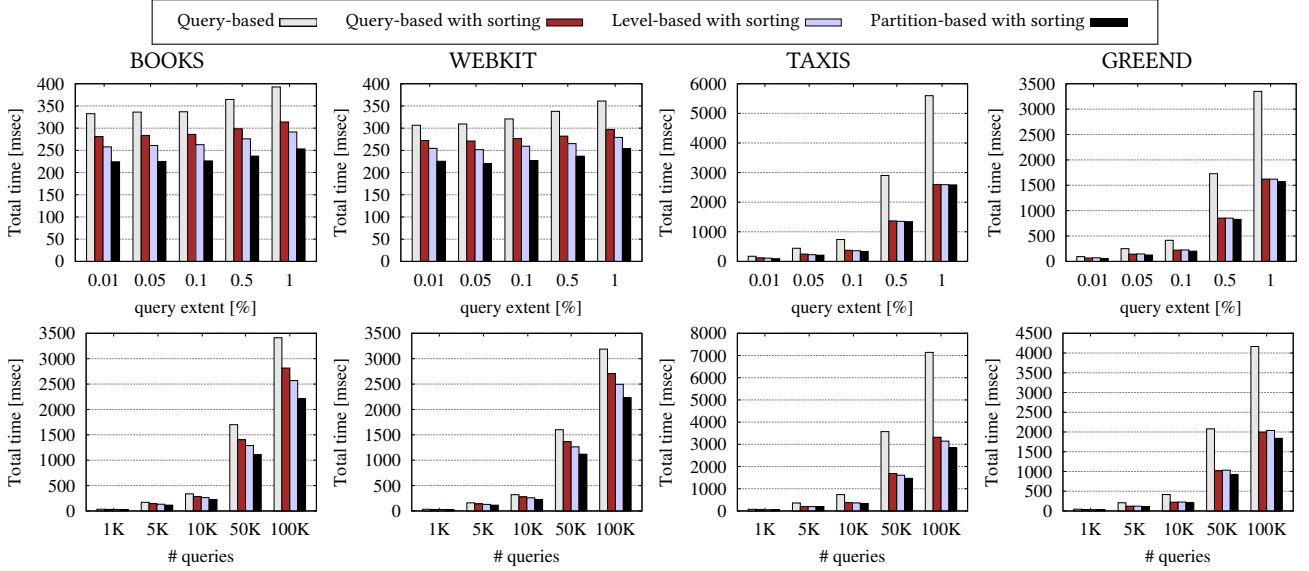 Query-based Query-based with sorting Level-based with sorting Partition-based with sorting
BOOKS
Total time [msec]
400
350
300
250
200
150
100
50
0
0.01 0.05 0.1 0.5 1
query extent [%]
WEBKIT
Total time [msec]
400
350
300
250
200
150
100
50
0
0.01 0.05 0.1 0.5 1
query extent [%]
TAXIS
Total time [msec]
6000
5000
4000
3000
2000
1000
0
0.01 0.05 0.1 0.5 1
query extent [%]
GREEND
Total time [msec]
3500
3000
2500
2000
1500
1000
500
0
0.01 0.05 0.1 0.5 1
query extent [%]
Total time [msec]
3500
3000
2500
2000
1500
1000
500
0
1K 5K 10K 50K 100K
# queries
Total time [msec]
3500
3000
2500
2000
1500
1000
500
0
1K 5K 10K 50K 100K
# queries
Total time [msec]
8000
7000
6000
5000
4000
3000
2000
1000
0
1K 5K 10K 50K 100K
# queries
Total time [msec]
4500
4000
3500
3000
2500
2000
1500
1000
500
0
1K 5K 10K 50K 100K
# queries